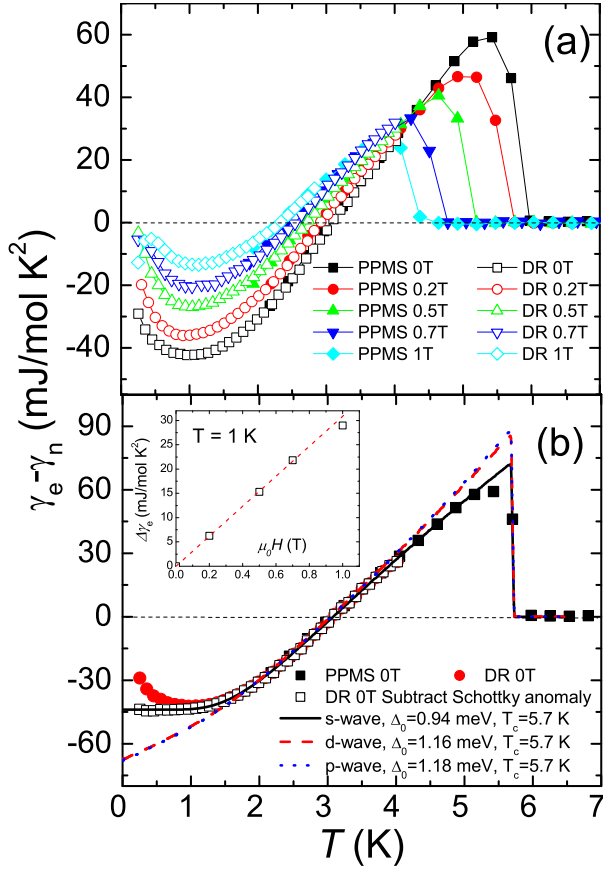 (a)
60
40
20
0
-20
-40
PPMS 0T DR 0T
PPMS 0.2T DR 0.2T
PPMS 0.5T DR 0.5T
PPMS 0.7T DR 0.7T
PPMS 1T DR 1T
γe-γn (mJ/mol K²)
(b)
90
60
30
0
-30
-60
30
25
20
15
10
5
0
T = 1 K
Δγe (mJ/mol K²)
μ0H (T)
0.0 0.2 0.4 0.6 0.8 1.0
PPMS 0T DR 0T
DR 0T Subtract Schottky anomaly
s-wave, Δ0=0.94 meV, Tc=5.7 K
d-wave, Δ0=1.16 meV, Tc=5.7 K
p-wave, Δ0=1.18 meV, Tc=5.7 K
0 1 2 3 4 5 6 7
T (K)